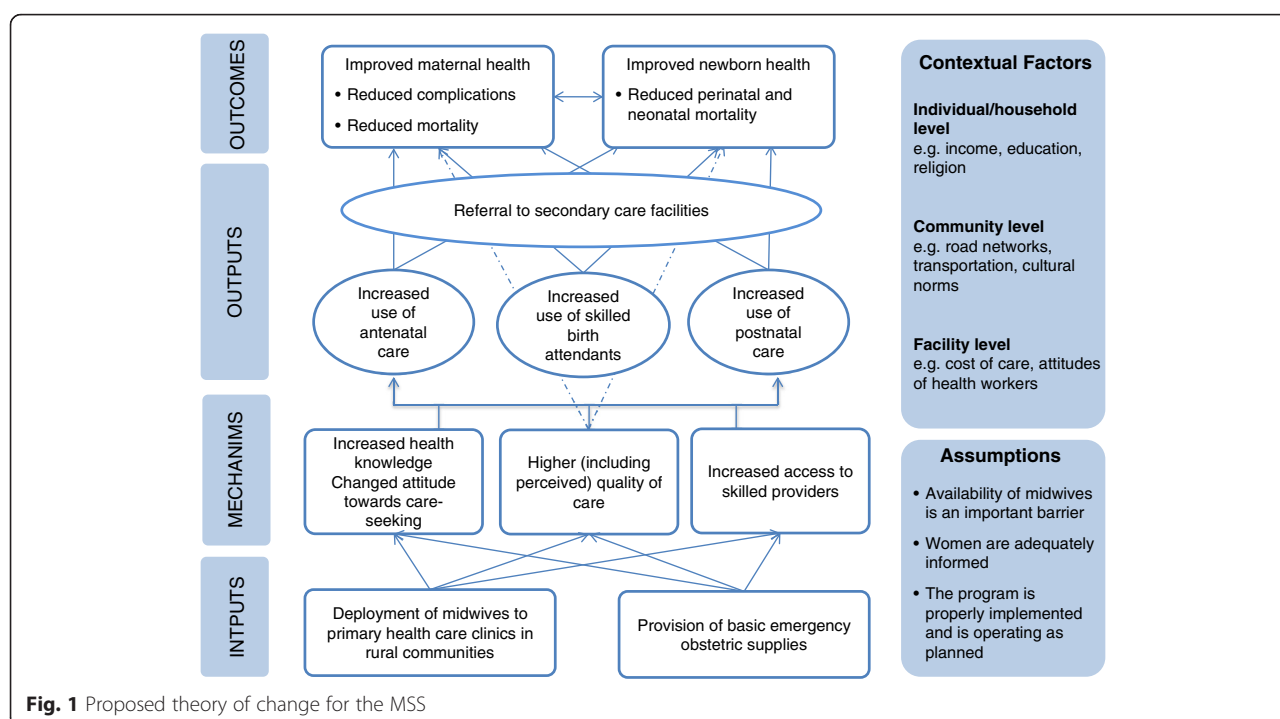 OUTCOMES
Improved maternal health
• Reduced complications
• Reduced mortality
Improved newborn health
• Reduced perinatal and
neonatal mortality
OUTPUTS
Referral to secondary care facilities
Increased
use of
antenatal
care
Increased
use of skilled
birth
attendants
Increased
use of
postnatal
care
MECHANIMS
Increased health
knowledge
Changed attitude
towards care-
seeking
Higher (including
perceived) quality of
care
Increased access to
skilled providers
INTPUTS
Deployment of midwives to
primary health care clinics in
rural communities
Provision of basic emergency
obstetric supplies
Contextual Factors
Individual/household
level
e.g. income, education,
religion
Community level
e.g. road networks,
transportation, cultural
norms
Facility level
e.g. cost of care, attitudes
of health workers
Assumptions
• Availability of midwives
is an important barrier
• Women are adequately
informed
• The program is
properly implemented
and is operating as
planned
Fig. 1 Proposed theory of change for the MSS